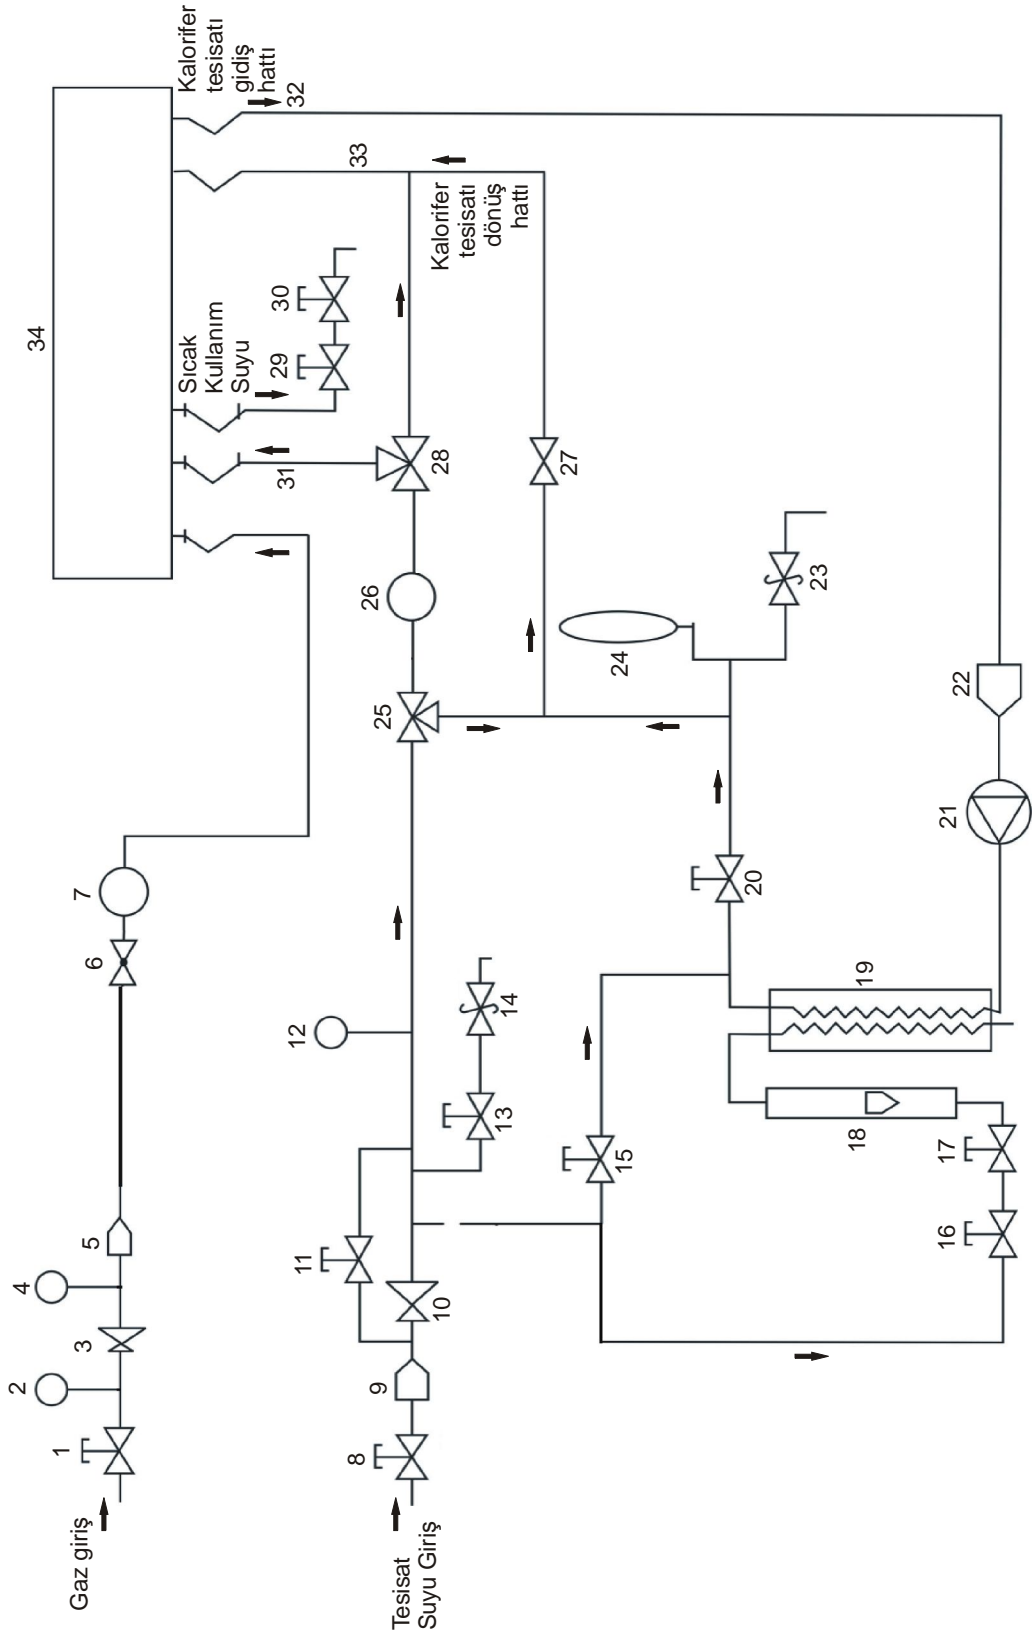 Gaz giriş
1
2
3
4
5
6
7
Tesisat
Suyu Giriş
8
9
10
11
12
13
14
15
16
17
18
19
20
21
22
23
24
25
26
27
28
29
30
31
Sıcak
Kullanım
Suyu
32
33
34
Kalorifer
tesisatı
gidiş
hattı
Kalorifer
tesisatı
dönüş
hattı